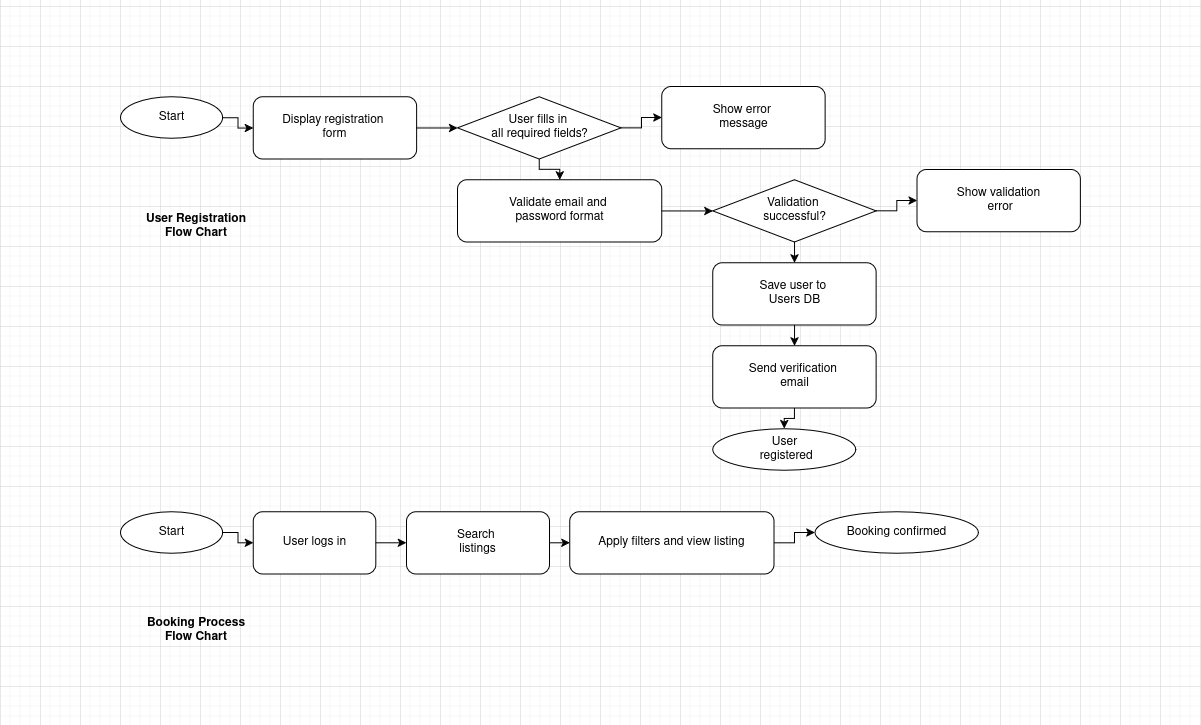 Start
Display registration
form
User fills in
all required fields?
Show error
message
Validate email and
password format
Validation
successful?
Show validation
error
User Registration
Flow Chart
Save user to
Users DB
Send verification
email
User
registered
Start
User logs in
Search
listings
Apply filters and view listing
Booking confirmed
Booking Process
Flow Chart